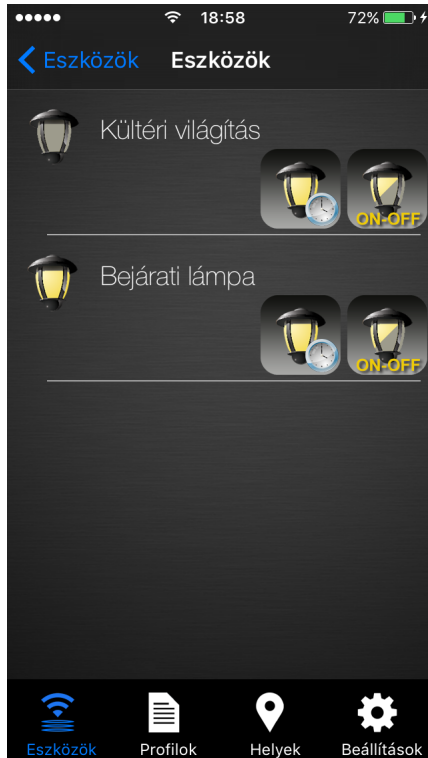 18:58 72%
Eszközök Eszközök
Kültéri világítás
ON-OFF
Bejárati lámpa
ON-OFF
Eszközök Profilok Helyek Beállítások